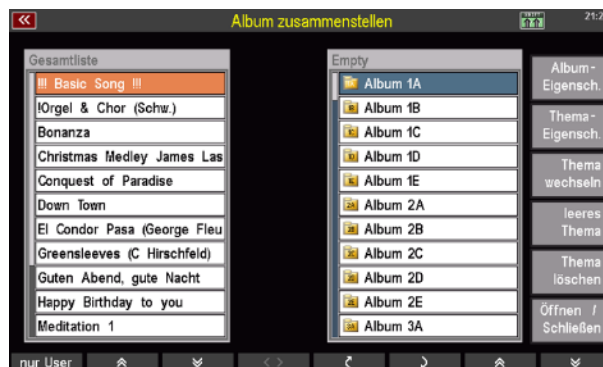 Album zusammenstellen
21:2
Gesamtliste
!!! Basic Song !!!
!Orgel & Chor (Schw.)
Bonanza
Christmas Medley James Las
Conquest of Paradise
Down Town
El Condor Pasa (George Fleu
Greensleeves (C Hirschfeld)
Guten Abend, gute Nacht
Happy Birthday to you
Meditation 1
Empty
Album 1A
Album 1B
Album 1C
Album 1D
Album 1E
Album 2A
Album 2B
Album 2C
Album 2D
Album 2E
Album 3A
Album-
Eigensch.
Thema-
Eigensch.
Thema
wechseln
leeres
Thema
Thema
löschen
Öffnen /
Schließen
nur User